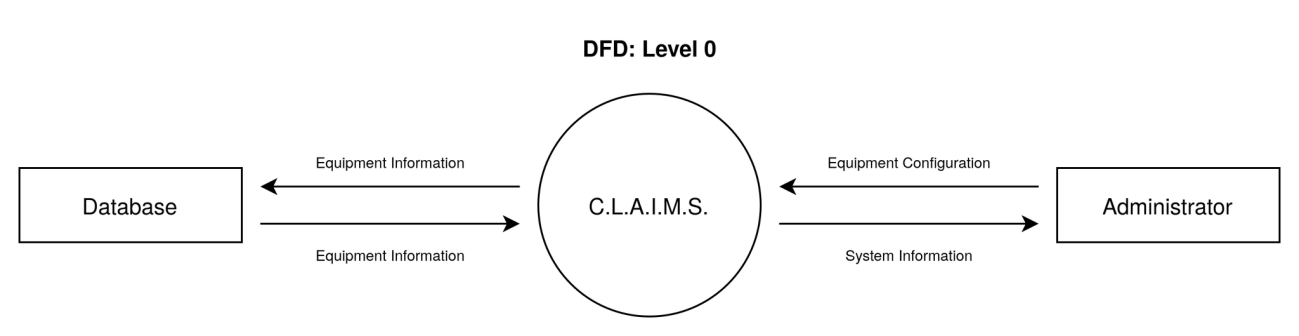 DFD: Level 0
Equipment Information
Equipment Configuration
Database
C.L.A.I.M.S.
Administrator
Equipment Information
System Information